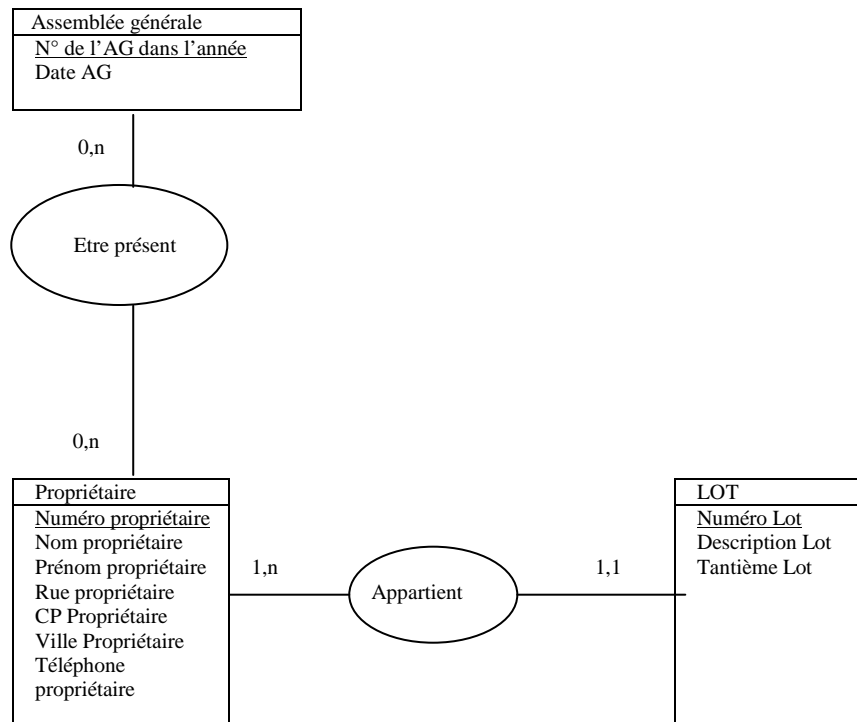 Assemblée générale
N° de l'AG dans l'année
Date AG
0,n
Etre présent
0,n
Propriétaire
Numéro propriétaire
Nom propriétaire
Prénom propriétaire
Rue propriétaire
CP Propriétaire
Ville Propriétaire
Téléphone
propriétaire
1,n
Appartient
1,1
LOT
Numéro Lot
Description Lot
Tantième Lot